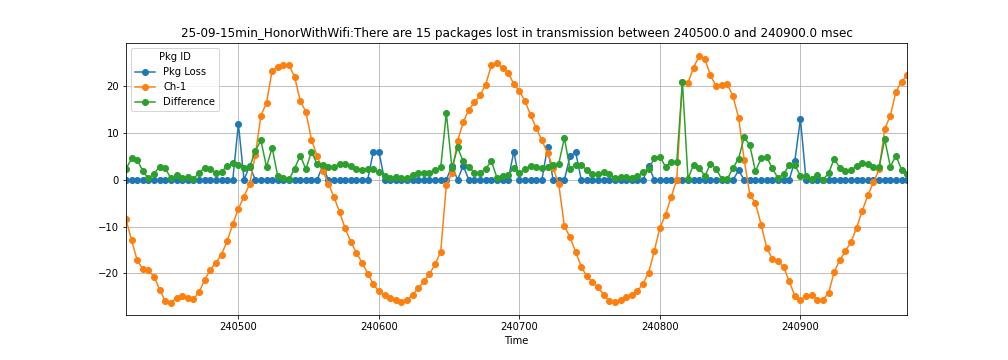 25-09-15min_HonorWithWifi:There are 15 packages lost in transmission between 240500.0 and 240900.0 msec
Pkg ID
Pkg Loss
Ch-1
Difference
20
10
0
−10
−20
240500 240600 240700 240800 240900
Time